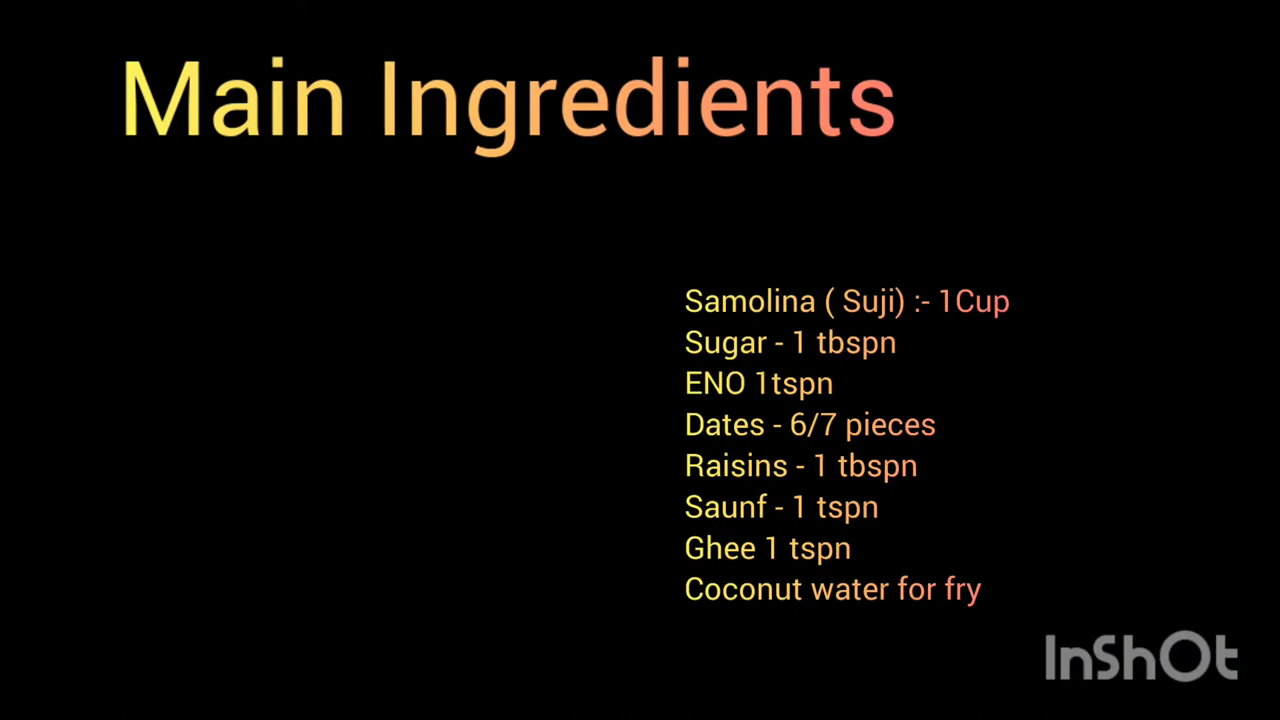 Main Ingredients
Samolina ( Suji) :- 1Cup
Sugar - 1 tbspn
ENO 1tspn
Dates - 6/7 pieces
Raisins - 1 tbspn
Saunf - 1 tspn
Ghee 1 tspn
Coconut water for fry
InShOt